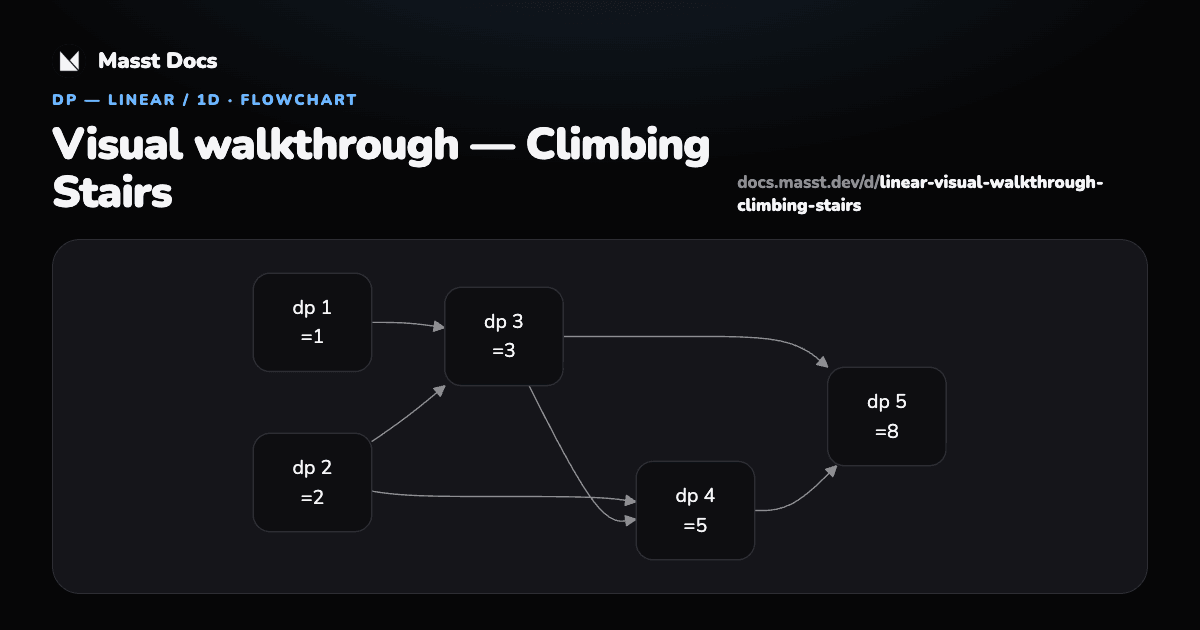 Masst Docs
DP — LINEAR / 1D · FLOWCHART
Visual walkthrough — Climbing
Stairs
docs.masst.dev/d/linear-visual-walkthrough-
climbing-stairs
dp 1
=1
dp 3
=3
dp 5
=8
dp 2
=2
dp 4
=5